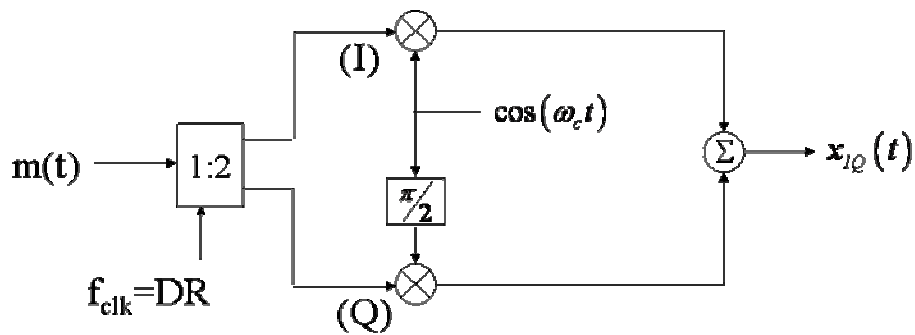 (I)
cos(ω_c t)
m(t)
1:2
Σ
x_IQ(t)
π/2
f_clk=DR
(Q)